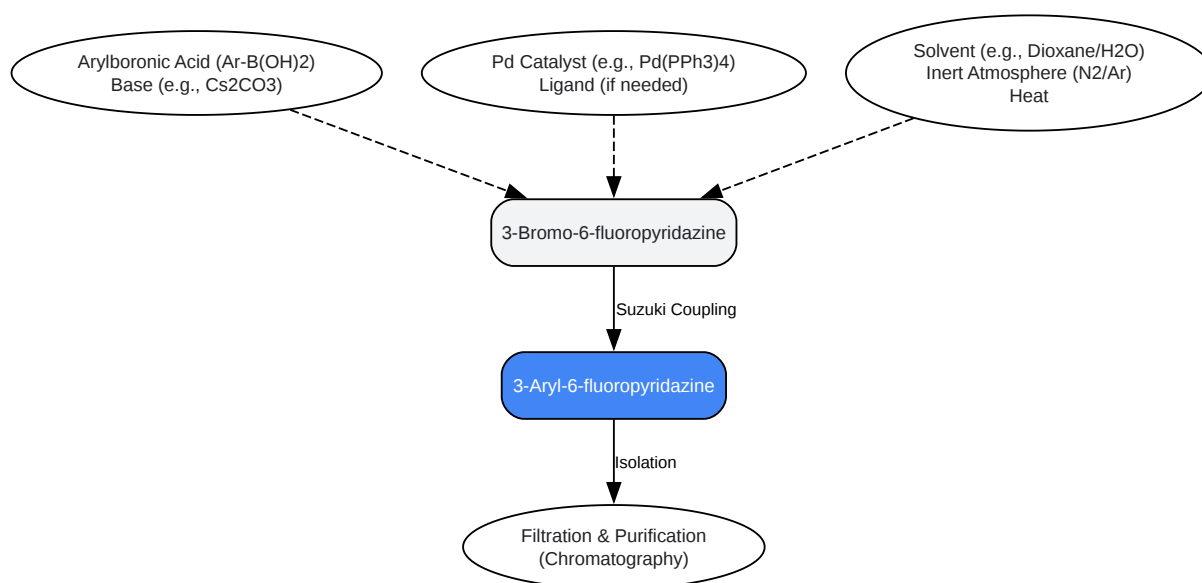 Arylboronic Acid (Ar-B(OH)2)
Base (e.g., Cs2CO3)
Pd Catalyst (e.g., Pd(PPh3)4)
Ligand (if needed)
Solvent (e.g., Dioxane/H2O)
Inert Atmosphere (N2/Ar)
Heat
3-Bromo-6-fluoropyridazine
Suzuki Coupling
3-Aryl-6-fluoropyridazine
Isolation
Filtration & Purification
(Chromatography)